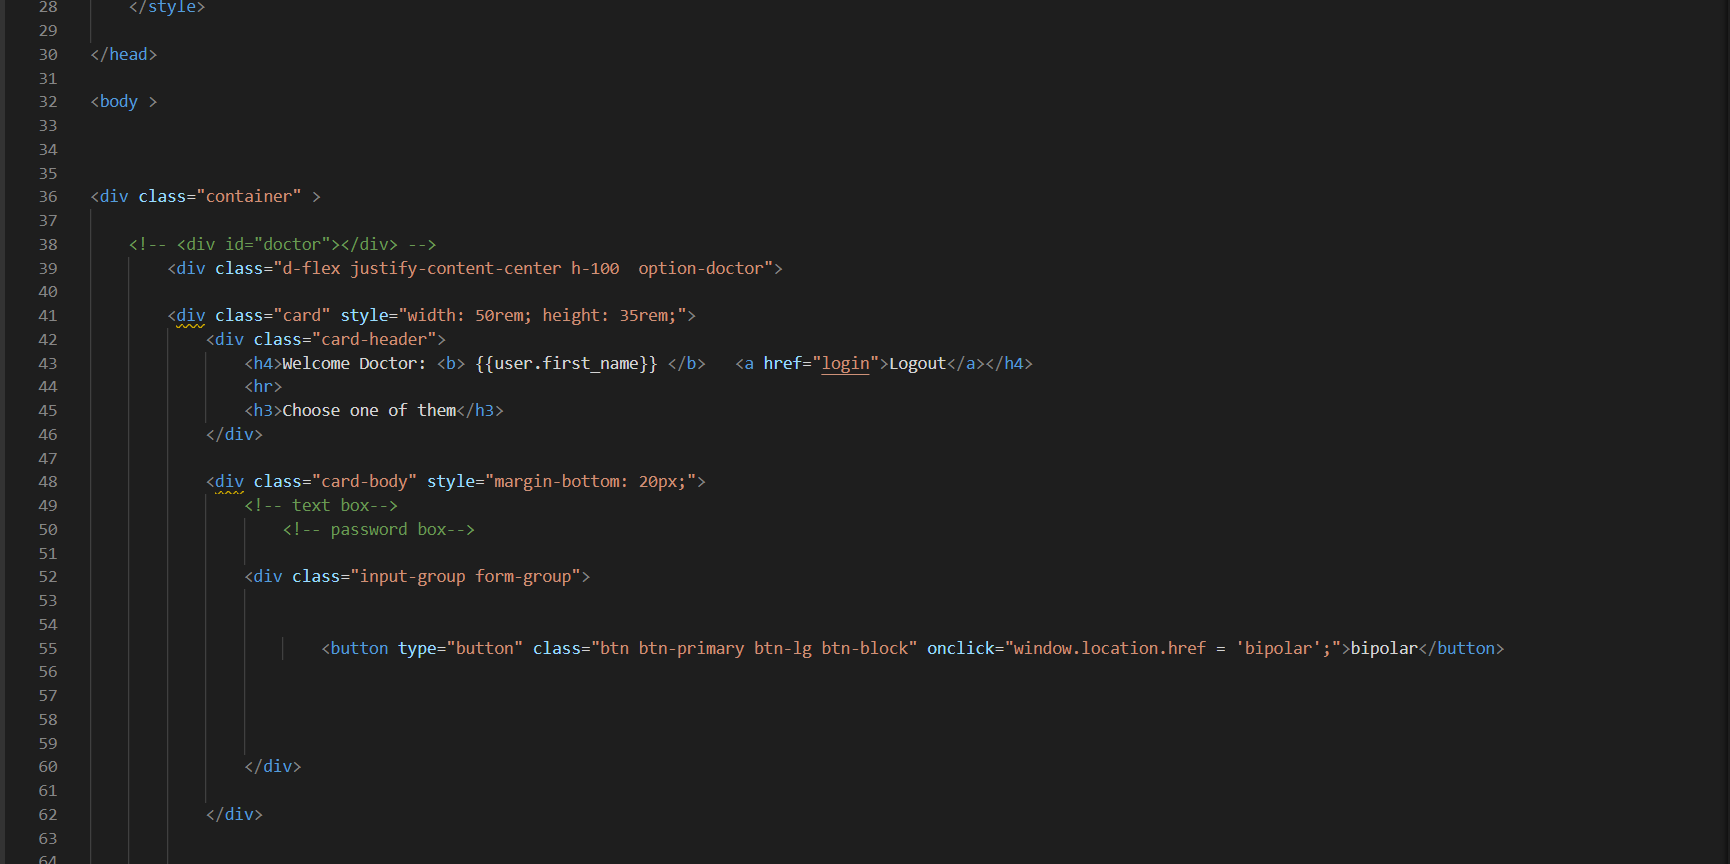 28 </style>
29
30 </head>
31
32 <body >
33
34
35
36 <div class="container" >
37
38 <!-- <div id="doctor"></div> -->
39 <div class="d-flex justify-content-center h-100  option-doctor">
40
41 <div class="card" style="width: 50rem; height: 35rem;">
42 <div class="card-header">
43 <h4>Welcome Doctor: <b> {{user.first_name}} </b>   <a href="login">Logout</a></h4>
44 <hr>
45 <h3>Choose one of them</h3>
46 </div>
47
48 <div class="card-body" style="margin-bottom: 20px;">
49 <!-- text box-->
50 <!-- password box-->
51
52 <div class="input-group form-group">
53
54
55 <button type="button" class="btn btn-primary btn-lg btn-block" onclick="window.location.href = 'bipolar';">bipolar</button>
56
57
58
59
60 </div>
61
62 </div>
63
64